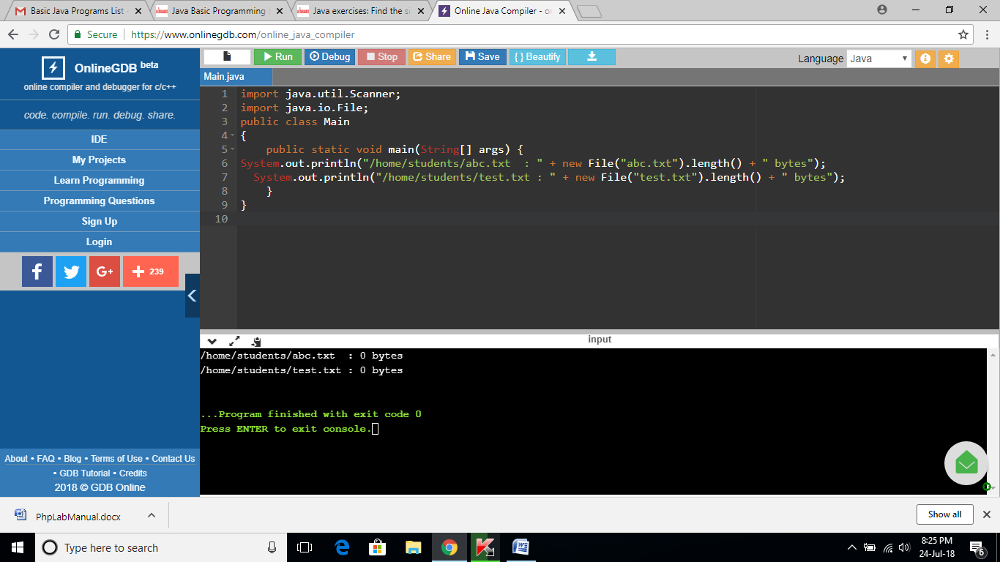 Basic Java Programs List -
Java Basic Programming
Java exercises: Find the si
Online Java Compiler - or
Secure
https://www.onlinegdb.com/online_java_compiler
OnlineGDB beta
online compiler and debugger for c/c++
code. compile. run. debug. share.
IDE
My Projects
Learn Programming
Programming Questions
Sign Up
Login
239
About • FAQ • Blog • Terms of Use • Contact Us
• GDB Tutorial • Credits
2018 © GDB Online
Run Debug Stop Share Save { } Beautify
Language Java
Main.java
1 import java.util.Scanner;
2 import java.io.File;
3 public class Main
4 {
5     public static void main(String[] args) {
6 System.out.println("/home/students/abc.txt  : " + new File("abc.txt").length() + " bytes");
7   System.out.println("/home/students/test.txt : " + new File("test.txt").length() + " bytes");
8     }
9 }
10
input
/home/students/abc.txt  : 0 bytes
/home/students/test.txt : 0 bytes
...Program finished with exit code 0
Press ENTER to exit console.
PhpLabManual.docx
Show all
Type here to search
8:25 PM
24-Jul-18
6